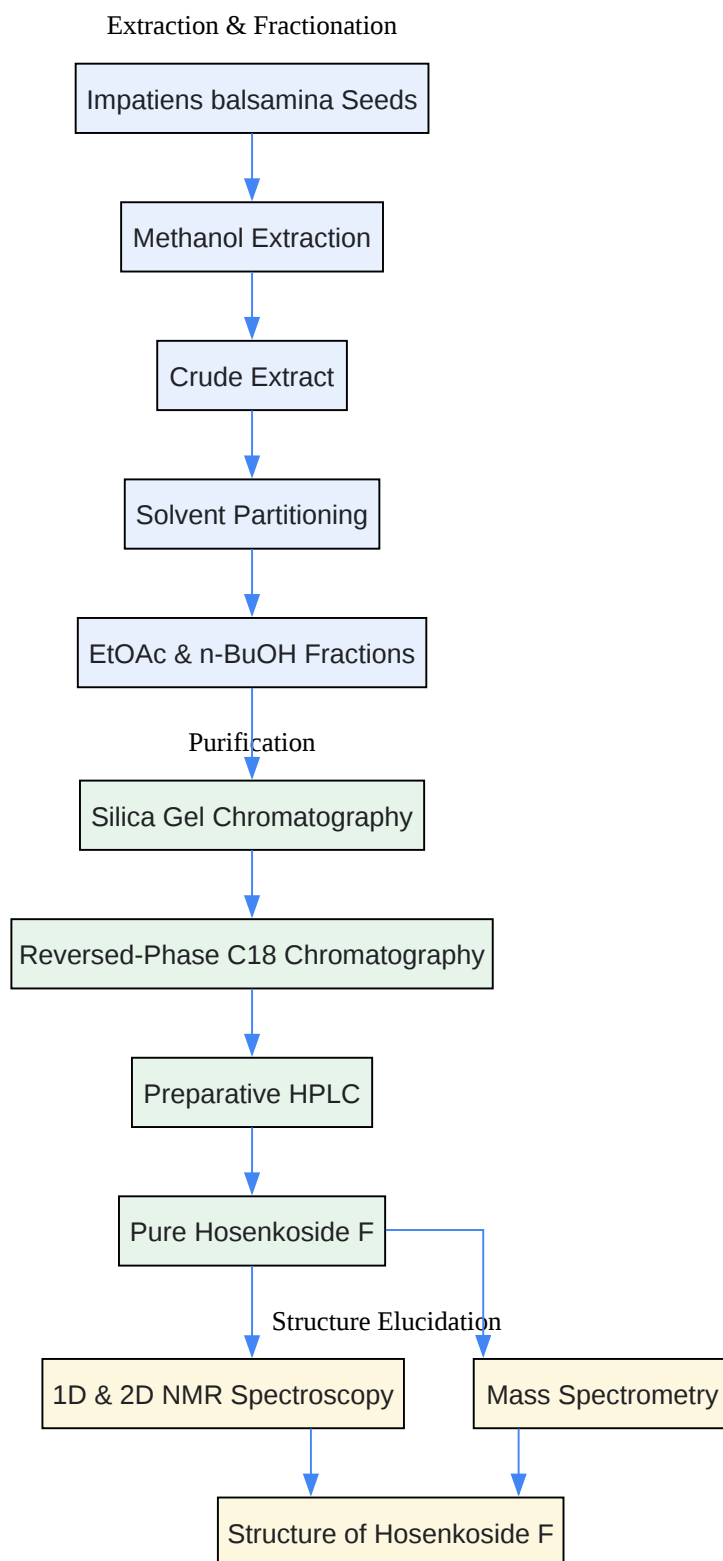 Extraction & Fractionation
Impatiens balsamina Seeds
Methanol Extraction
Crude Extract
Solvent Partitioning
EtOAc & n-BuOH Fractions
Purification
Silica Gel Chromatography
Reversed-Phase C18 Chromatography
Preparative HPLC
Pure Hosenkoside F
Structure Elucidation
1D & 2D NMR Spectroscopy
Mass Spectrometry
Structure of Hosenkoside F